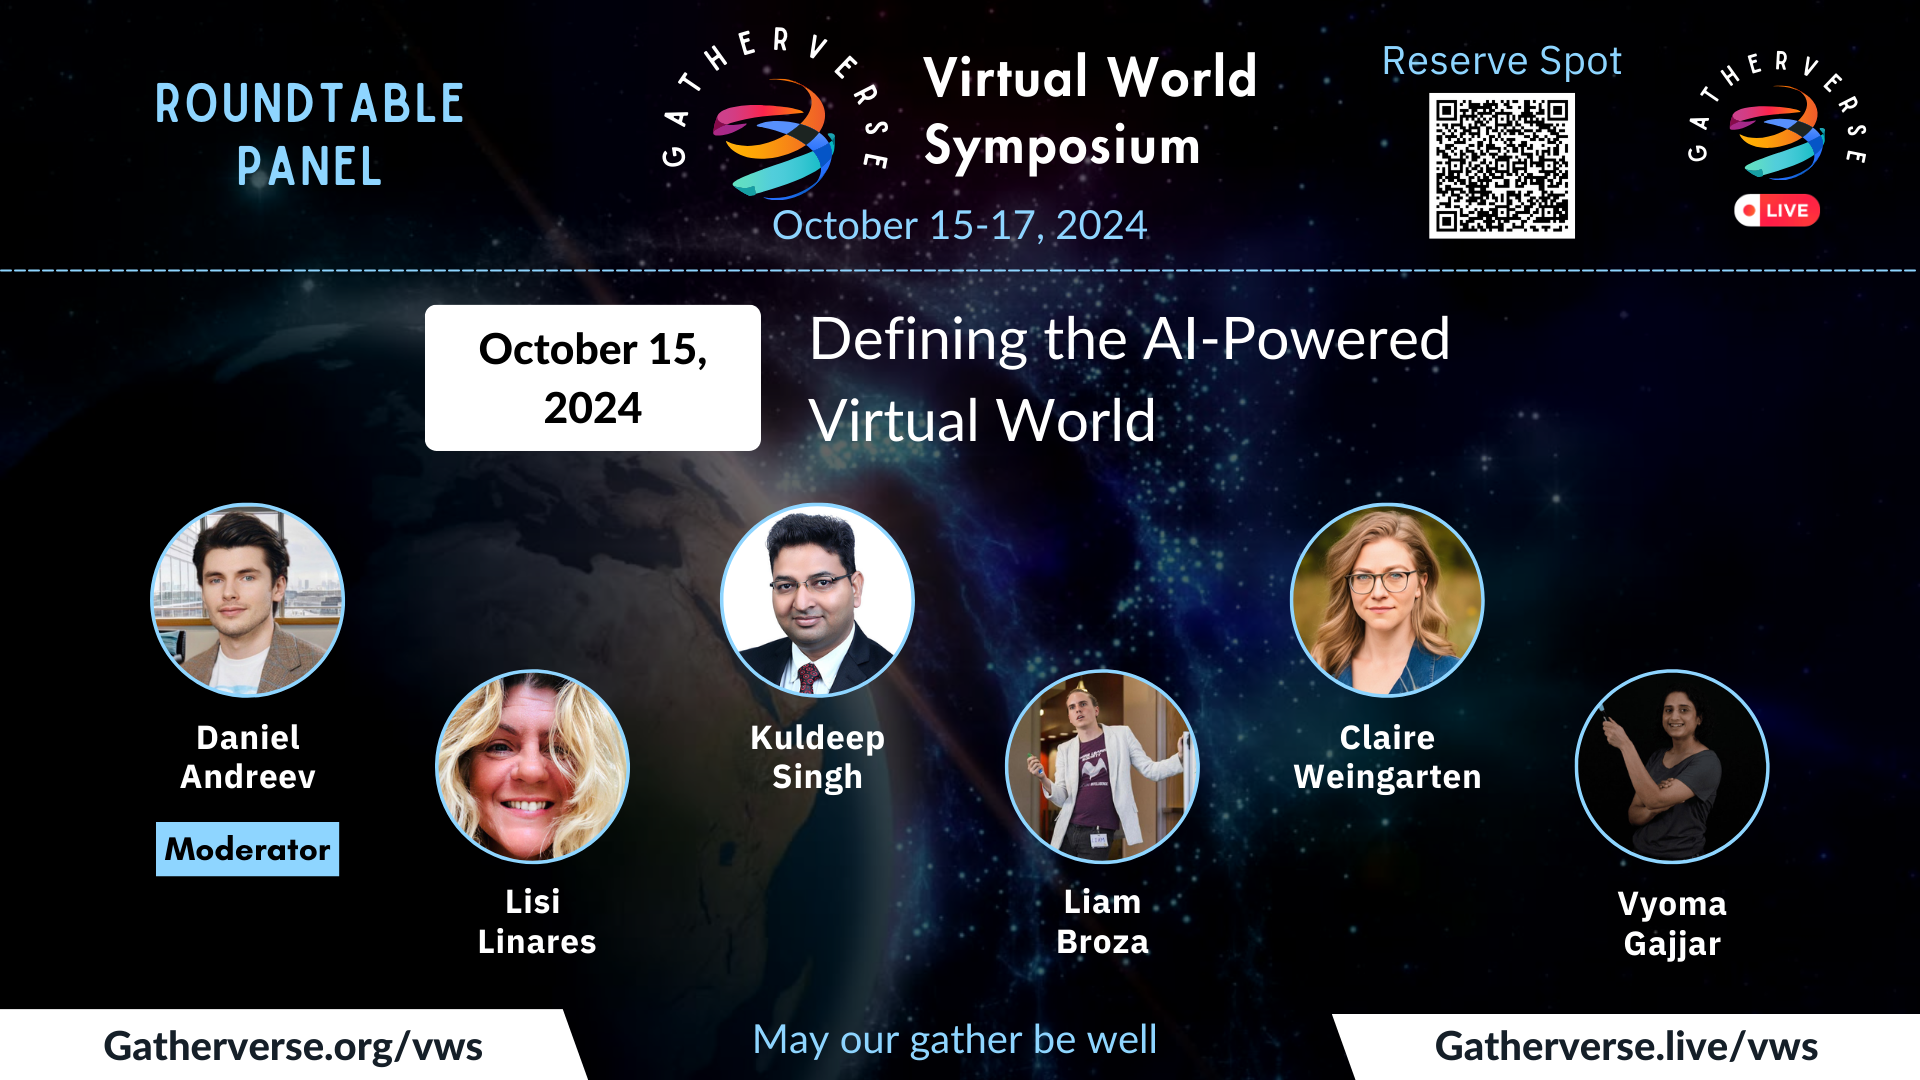 ROUNDTABLE
PANEL
GATHERVERSE
Virtual World
Symposium
October 15-17, 2024
Reserve Spot
GATHERVERSE
LIVE
October 15,
2024
Defining the AI-Powered
Virtual World
Daniel
Andreev
Moderator
Lisi
Linares
Kuldeep
Singh
Liam
Broza
Claire
Weingarten
Vyoma
Gajjar
Gatherverse.org/vws
May our gather be well
Gatherverse.live/vws